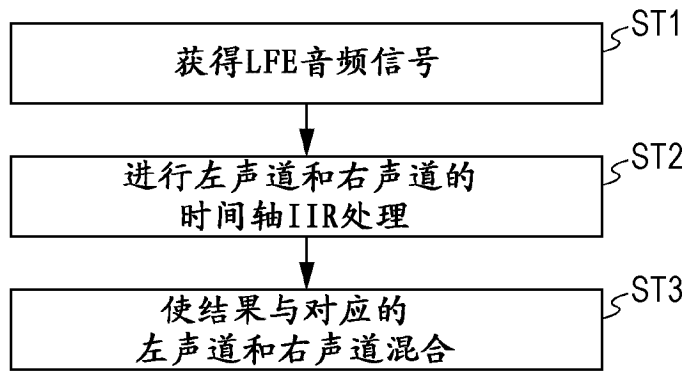 ST1
获得LFE音频信号
ST2
进行左声道和右声道的
时间轴IIR处理
ST3
使结果与对应的
左声道和右声道混合